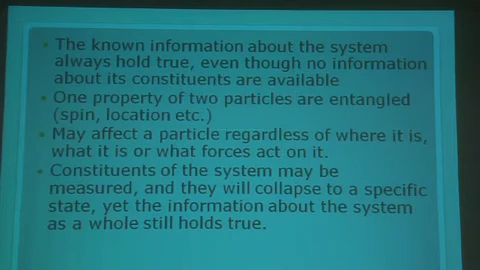 • The known information about the system
always hold true, even though no information
about its constituents are available
• One property of two particles are entangled
(spin, location etc.)
• May affect a particle regardless of where it is,
what it is or what forces act on it.
• Constituents of the system may be
measured, and they will collapse to a specific
state, yet the information about the system
as a whole still holds true.